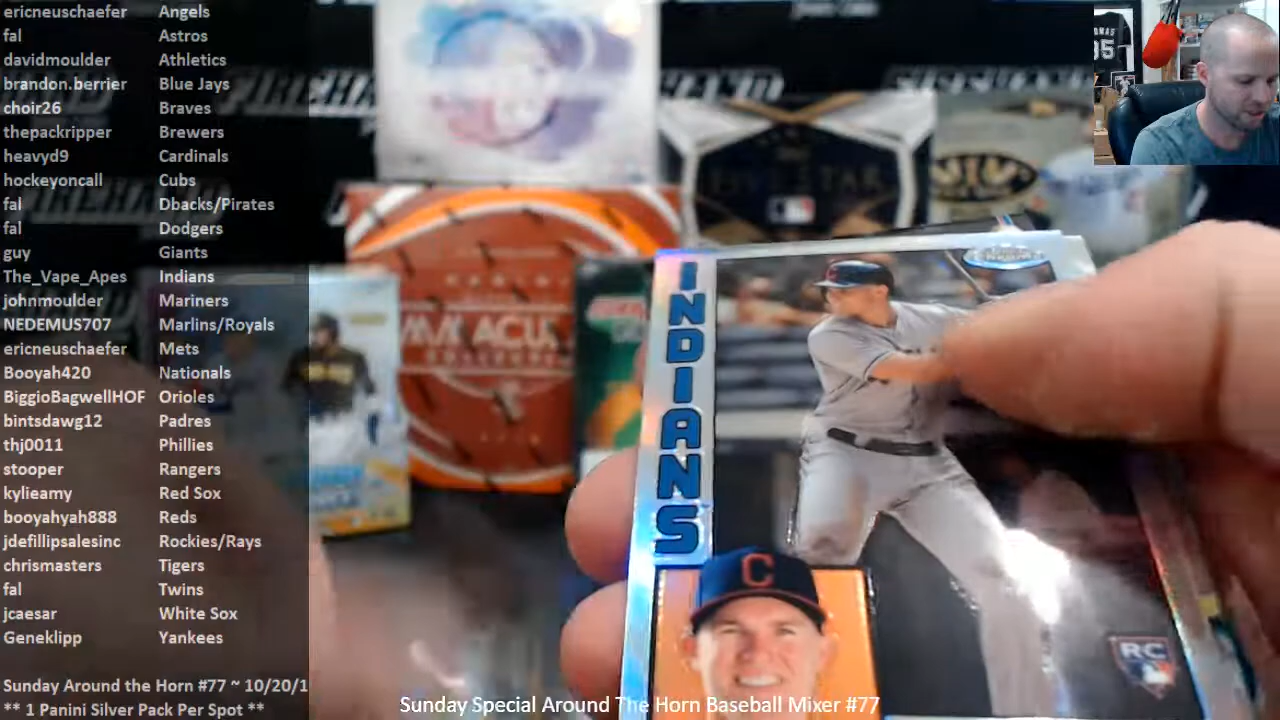 ericneuschaefer Angels
fal Astros
davidmoulder Athletics
brandon.berrier Blue Jays
choir26 Braves
thepackripper Brewers
heavyd9 Cardinals
hockeyoncall Cubs
fal Dbacks/Pirates
fal Dodgers
guy Giants
The_Vape_Apes Indians
johnmoulder Mariners
NEDEMUS707 Marlins/Royals
ericneuschaefer Mets
Booyah420 Nationals
BiggioBagwellHOF Orioles
bintsdawg12 Padres
thj0011 Phillies
stooper Rangers
kylieamy Red Sox
booyahyah888 Reds
jdefillipsalesinc Rockies/Rays
chrismasters Tigers
fal Twins
jcaesar White Sox
Geneklipp Yankees
Sunday Around the Horn #77 ~ 10/20/1
** 1 Panini Silver Pack Per Spot **
INDIANS
C
RC
Sunday Special Around The Horn Baseball Mixer #77